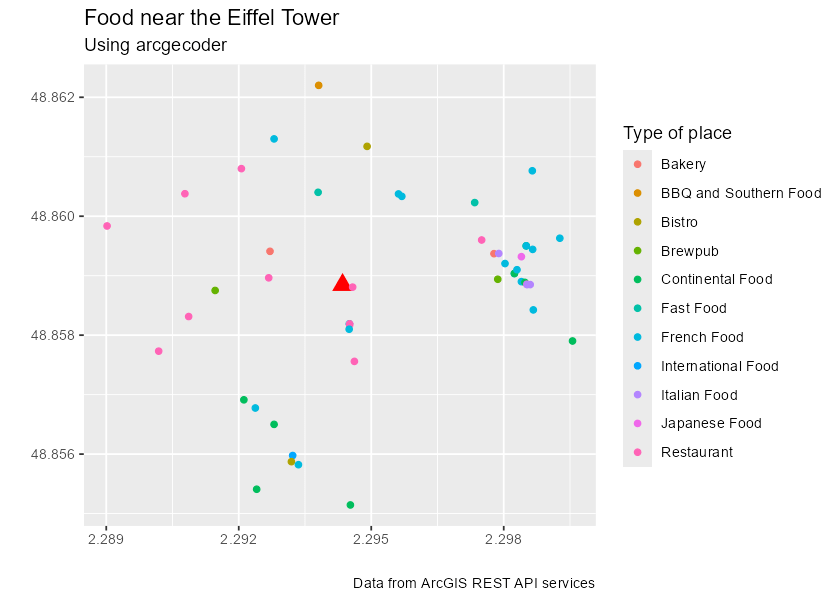 Food near the Eiffel Tower
Using arcgecoder
48.862
48.860
48.858
48.856
2.289
2.292
2.295
2.298
Type of place
Bakery
BBQ and Southern Food
Bistro
Brewpub
Continental Food
Fast Food
French Food
International Food
Italian Food
Japanese Food
Restaurant
Data from ArcGIS REST API services